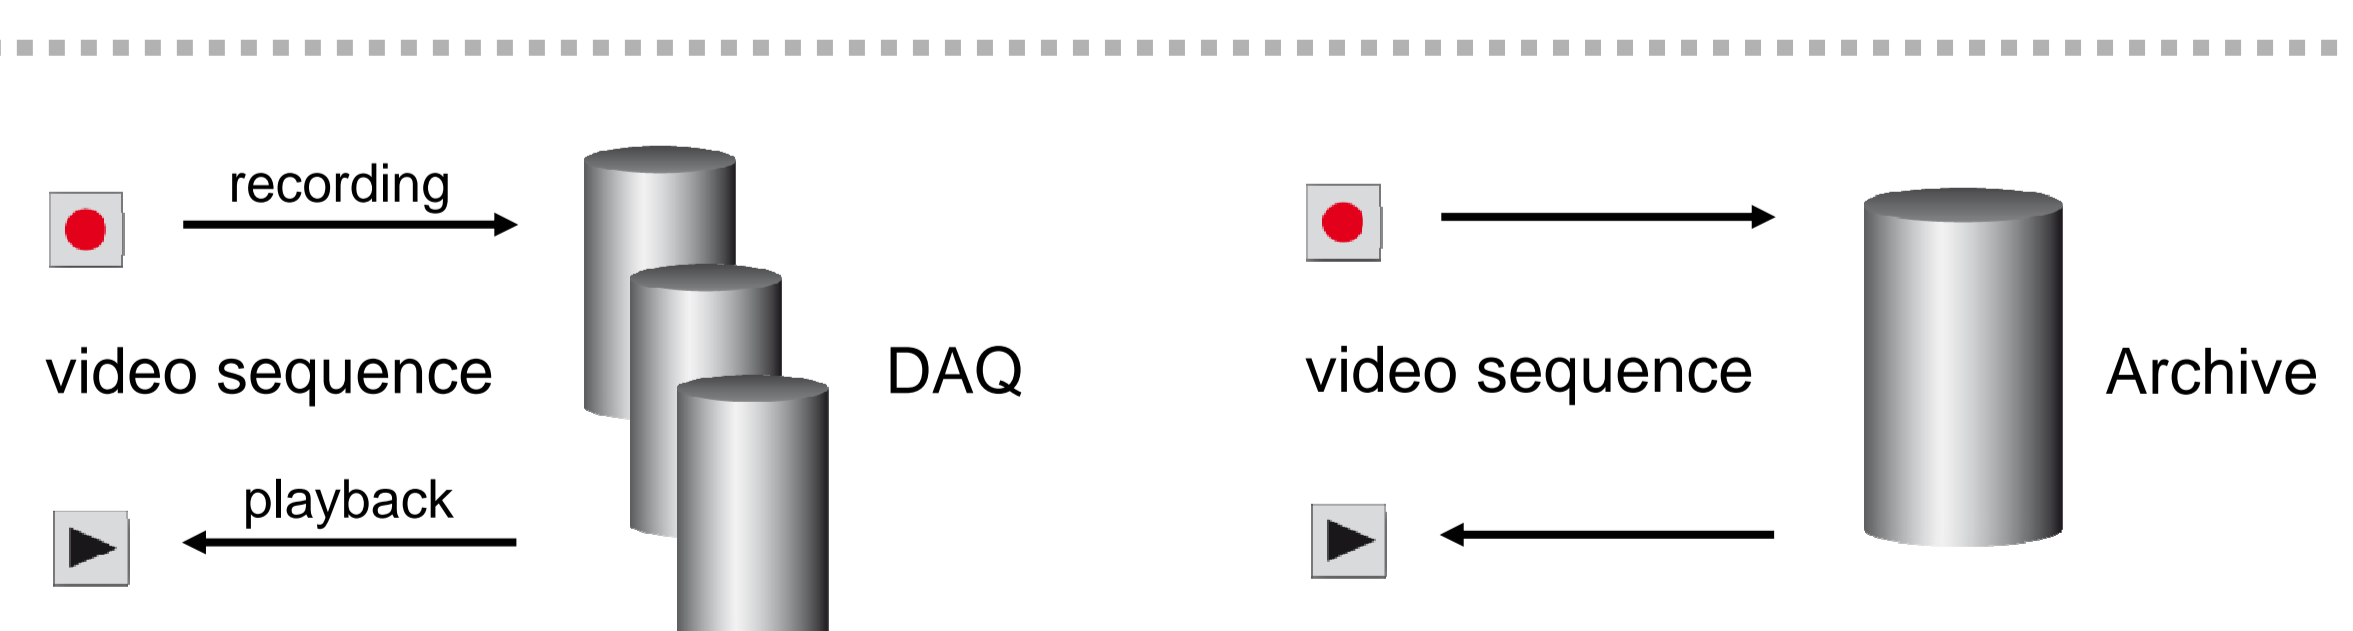 recording
video sequence
DAQ
playback
video sequence
Archive